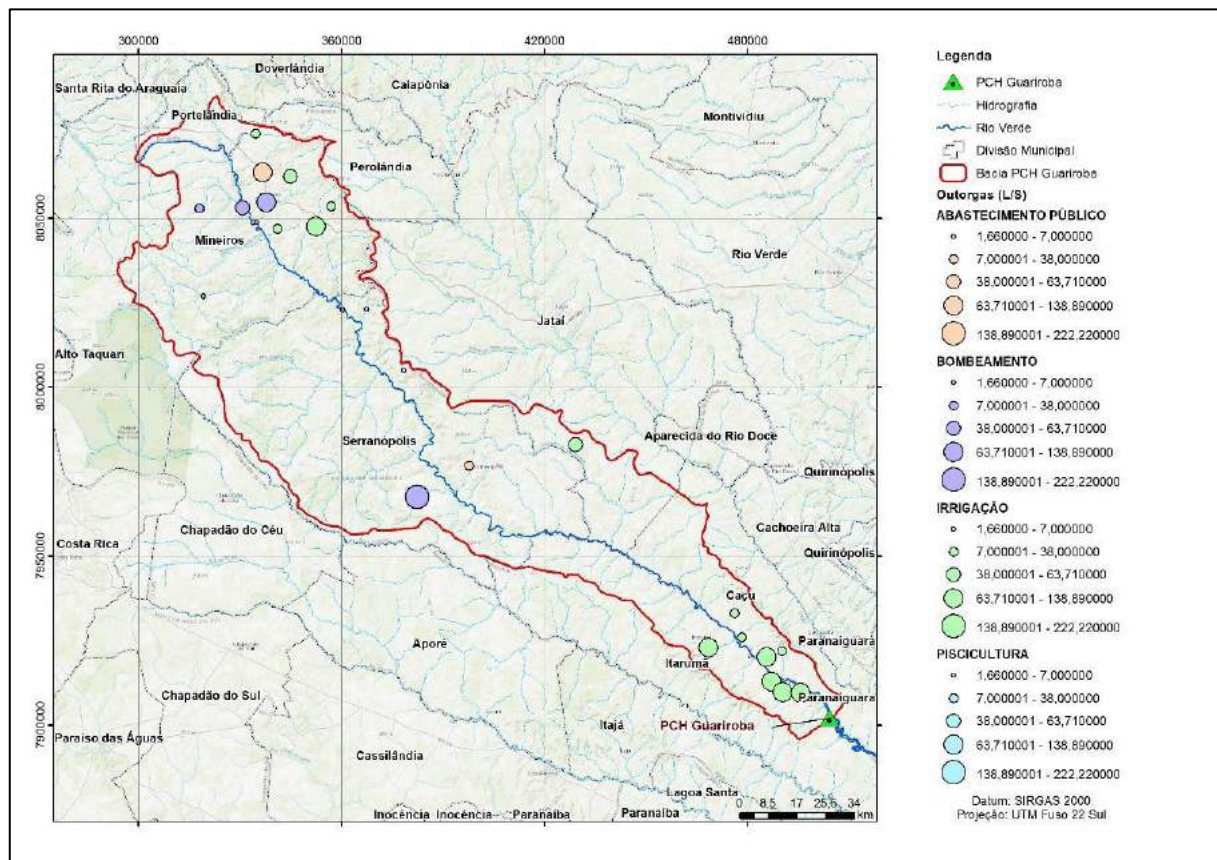 300000 360000 420000 480000
Doverlândia
Santa Rita do Araguaia
Caiapônia
Portelândia
Montividiu
Perolândia
8050000
Mineiros
Rio Verde
Jataí
Alto Taquari
8000000
Serranópolis
Aparecida do Rio Doce
Quirinópolis
Chapadão do Céu
Cachoeira Alta
Costa Rica
Quirinópolis
7950000
Caçu
Paranaiguara
Aporé
Itarumã
Chapadão do Sul
Paranaiguara
7900000
Itajá
PCH Guariroba
Paraíso das Águas
Cassilândia
Lagoa Santa
Inocência Inocência Paranaíba
Paranaíba
0 8,5 17 25,5 34
km
Legenda
PCH Guariroba
Hidrografia
Rio Verde
Divisão Municipal
Bacia PCH Guariroba
Outorgas (L/S)
ABASTECIMENTO PÚBLICO
1,660000 - 7,000000
7,000001 - 38,000000
38,000001 - 63,710000
63,710001 - 138,890000
138,890001 - 222,220000
BOMBEAMENTO
1,660000 - 7,000000
7,000001 - 38,000000
38,000001 - 63,710000
63,710001 - 138,890000
138,890001 - 222,220000
IRRIGAÇÃO
1,660000 - 7,000000
7,000001 - 38,000000
38,000001 - 63,710000
63,710001 - 138,890000
138,890001 - 222,220000
PISCICULTURA
1,660000 - 7,000000
7,000001 - 38,000000
38,000001 - 63,710000
63,710001 - 138,890000
138,890001 - 222,220000
Datum: SIRGAS 2000
Projeção: UTM Fuso 22 Sul